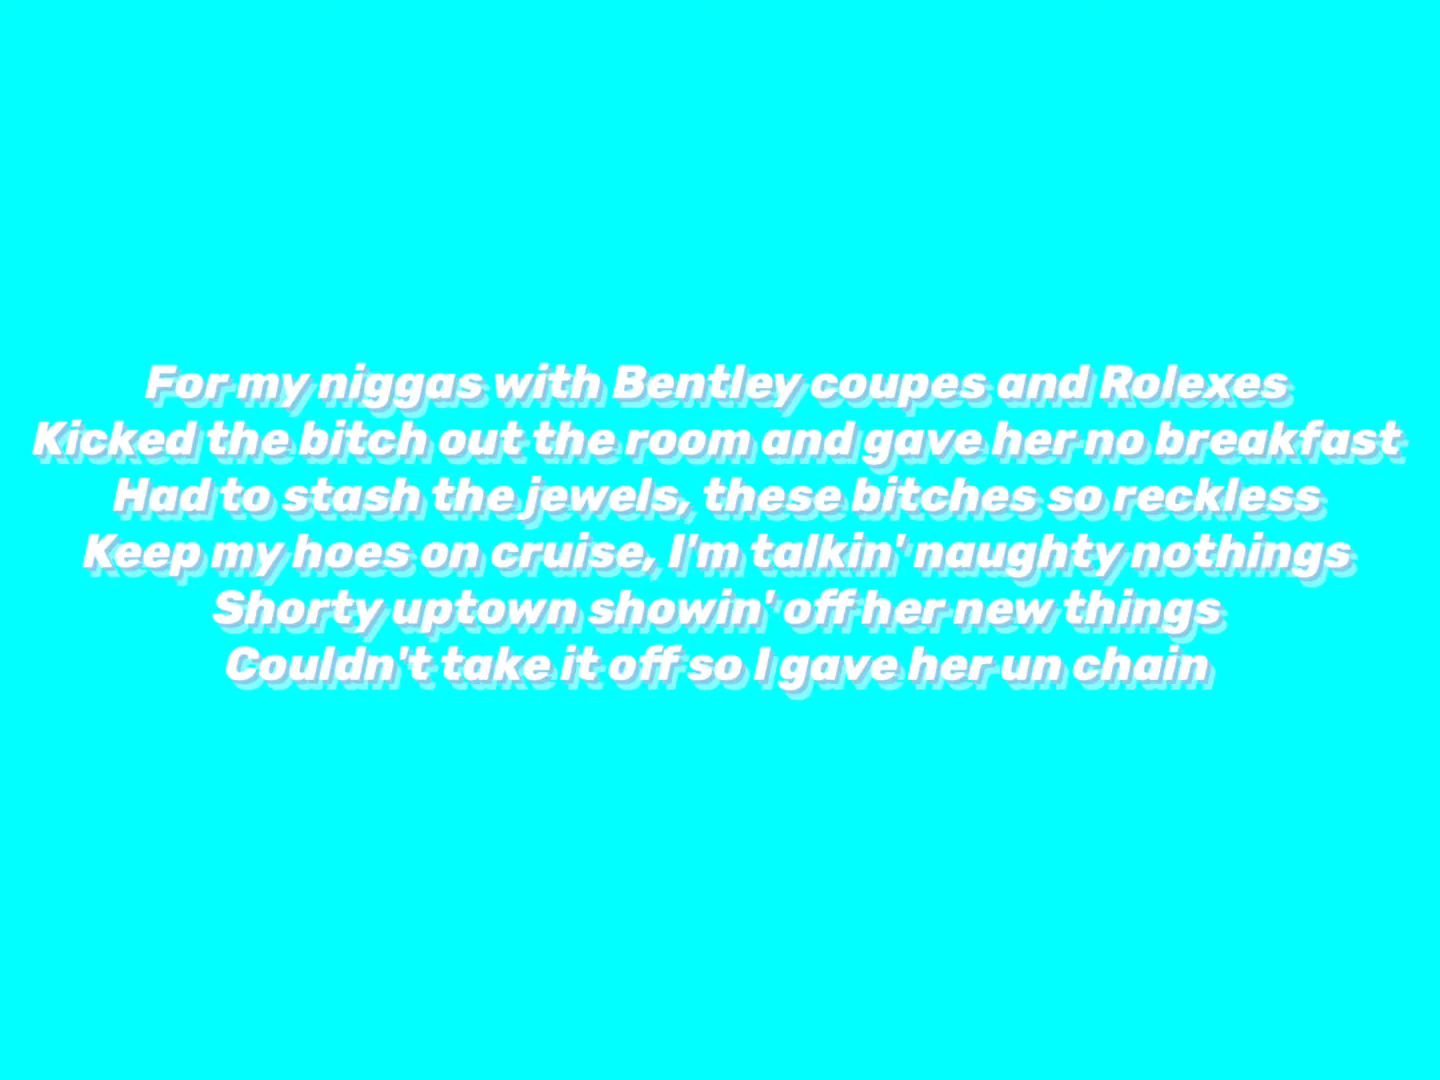 For my niggas with Bentley coupes and Rolexes
Kicked the bitch out the room and gave her no breakfast
Had to stash the jewels, these bitches so reckless
Keep my hoes on cruise, I'm talkin' naughty nothings
Shorty uptown showin' off her new things
Couldn't take it off so I gave her un chain